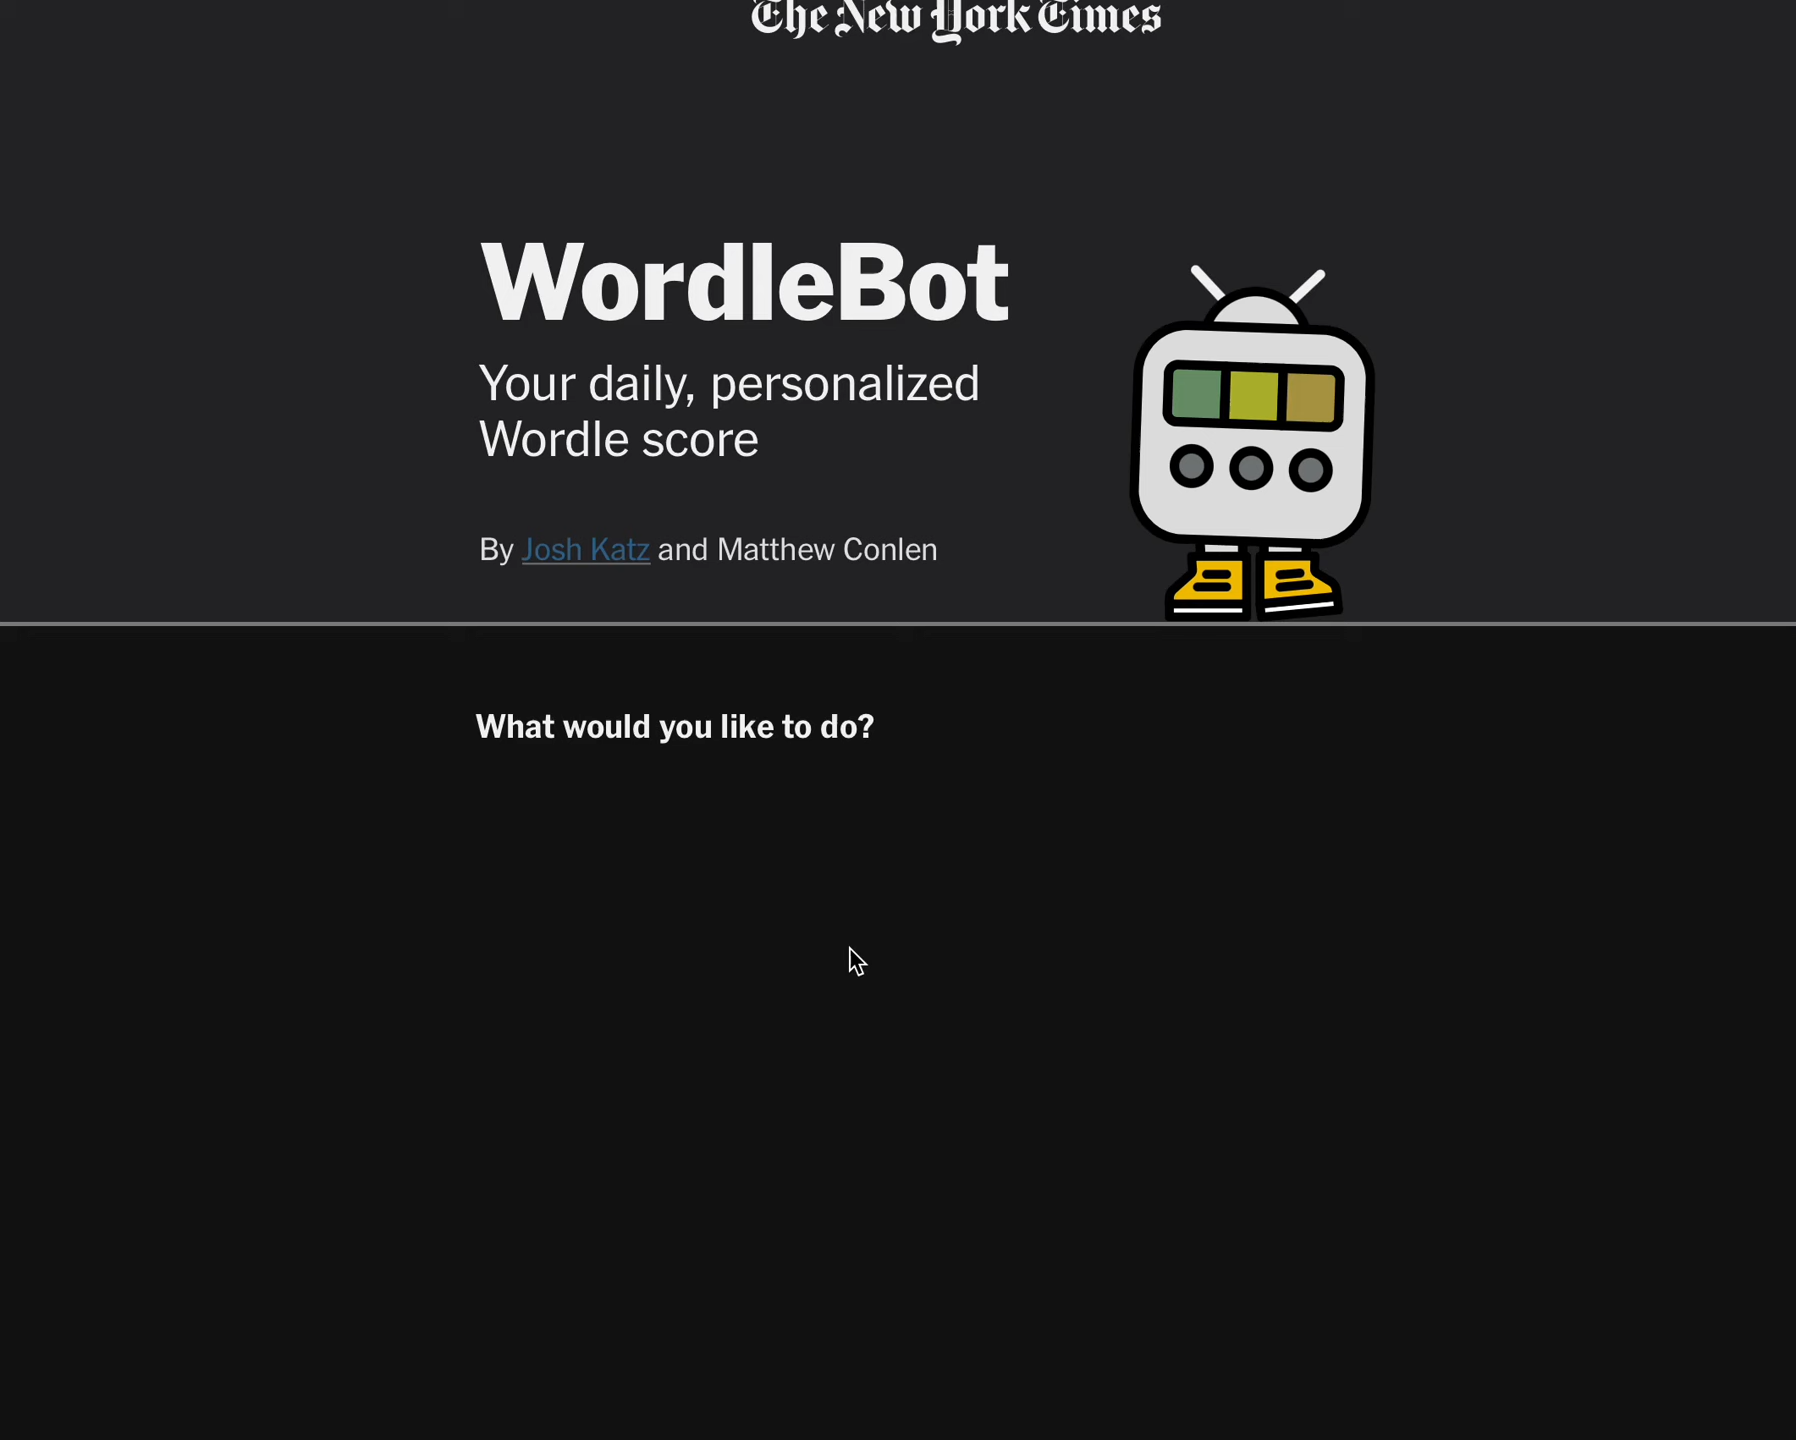 The New York Times
WordleBot
Your daily, personalized
Wordle score
By Josh Katz and Matthew Conlen
What would you like to do?